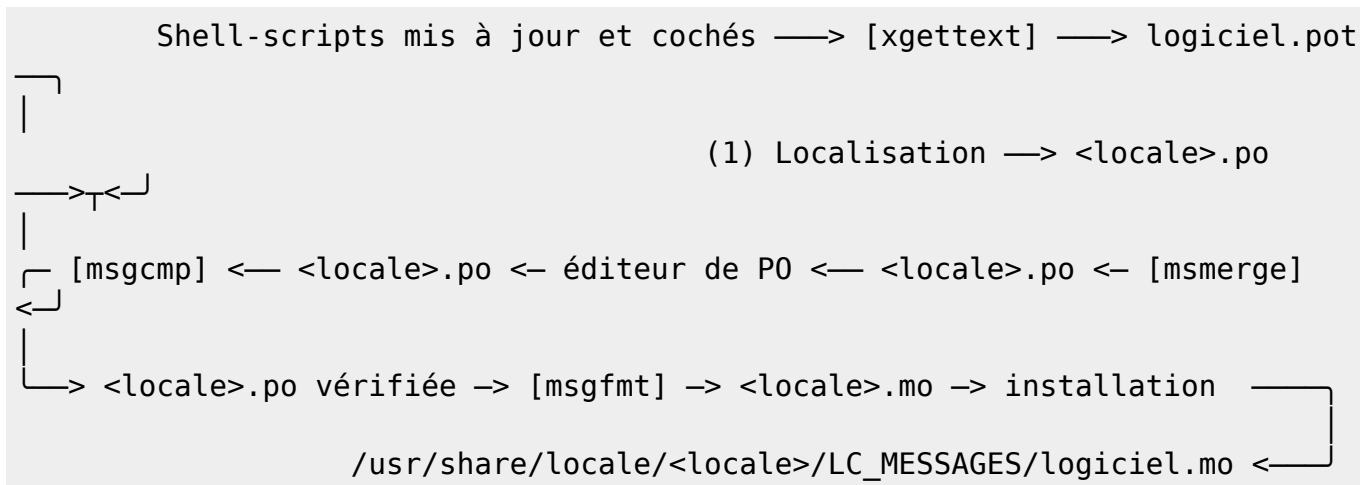 Shell-scripts mis à jour et cochés ───> [xgettext] ───> logiciel.pot
──╮
│
(1) Localisation ──> <locale>.po
───>┬<─╯
│
╭─ [msgcmp] <── <locale>.po <─ éditeur de PO <── <locale>.po <─ [msmerge]
<─╯
│
╰──> <locale>.po vérifiée ─> [msgfmt] ─> <locale>.mo ─> installation ────╮
│
/usr/share/locale/<locale>/LC_MESSAGES/logiciel.mo <───╯